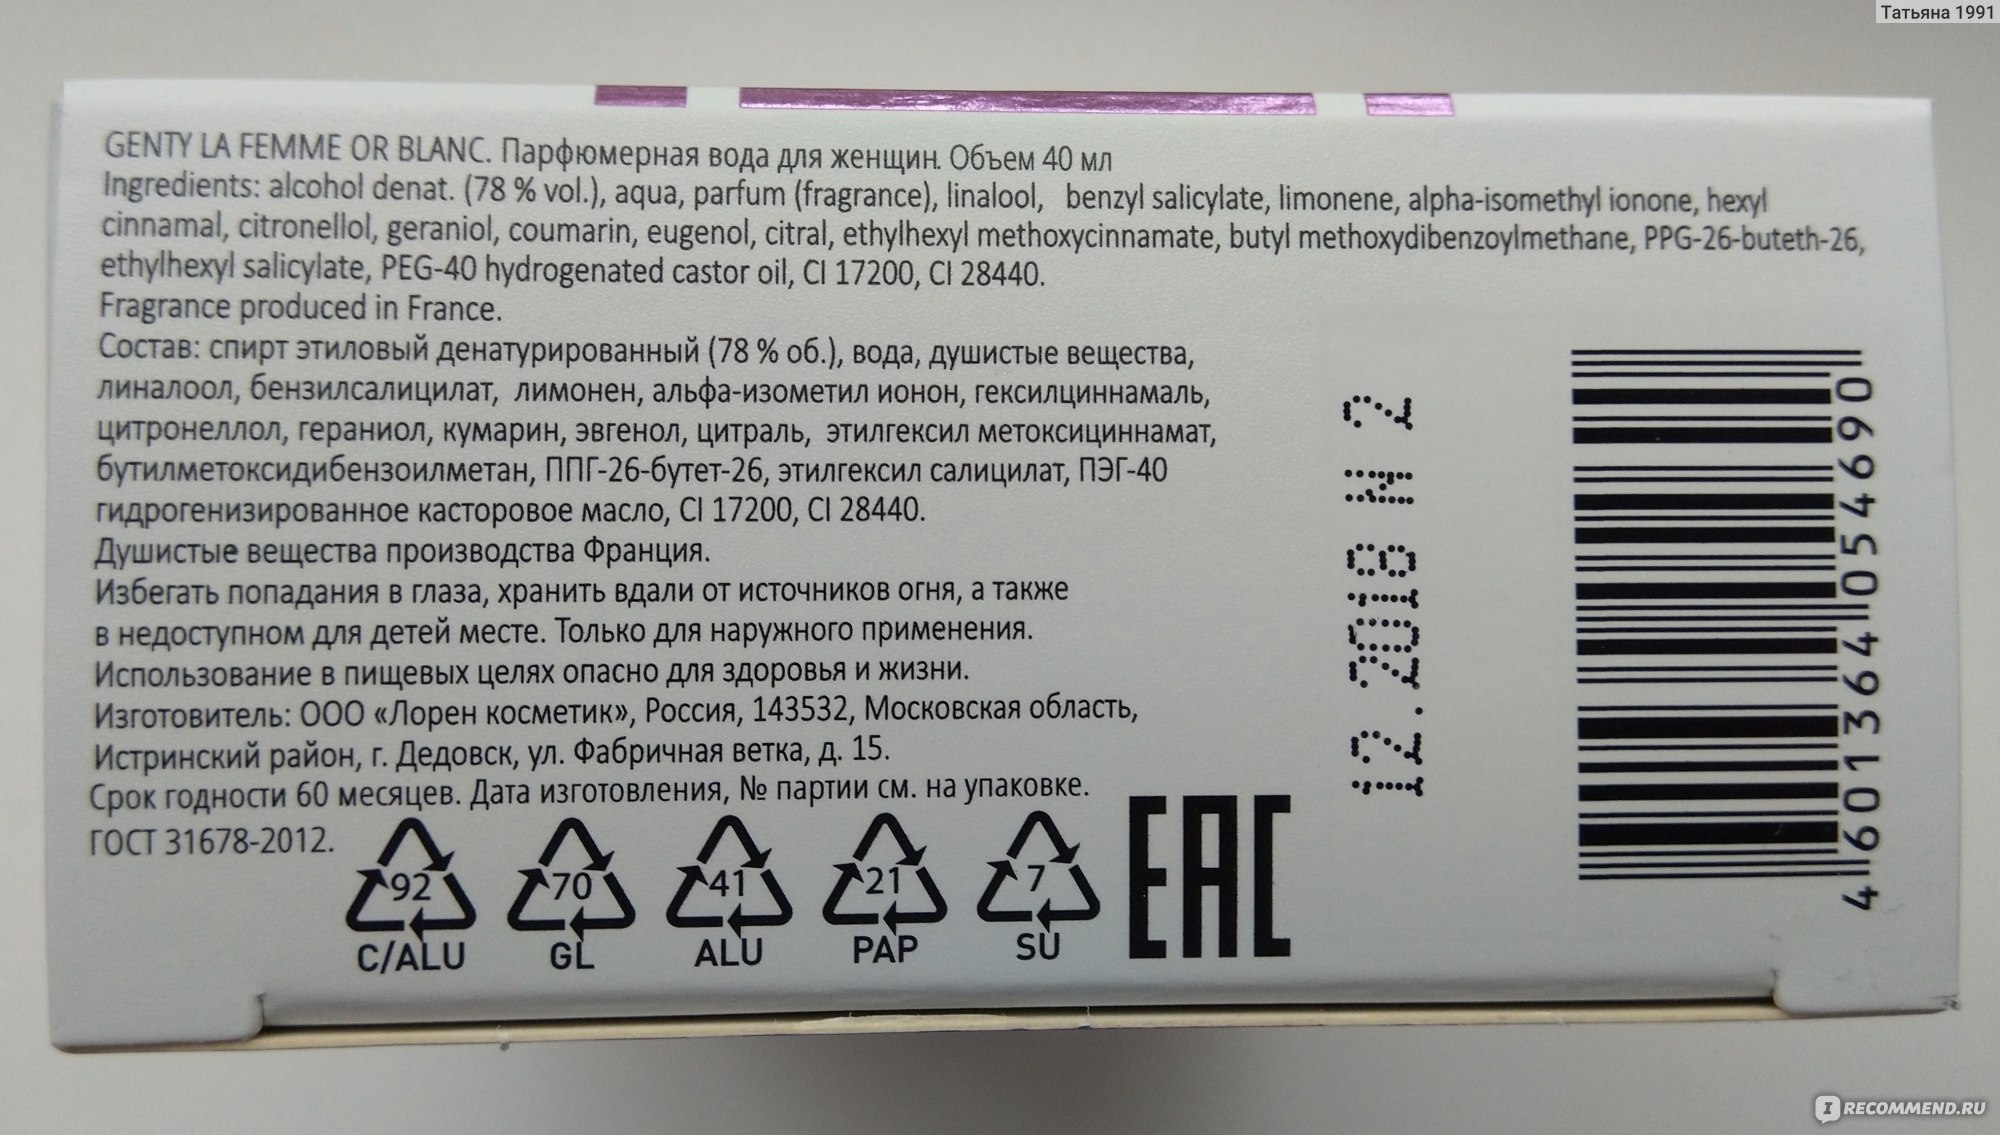 Татьяна 1991
GENTY LA FEMME OR BLANC. Парфюмерная вода для женщин. Объем 40 мл
Ingredients: alcohol denat. (78 % vol.), aqua, parfum (fragrance), linalool, benzyl salicylate, limonene, alpha-isomethyl ionone, hexyl
cinnamal, citronellol, geraniol, coumarin, eugenol, citral, ethylhexyl methoxycinnamate, butyl methoxydibenzoylmethane, PPG-26-buteth-26,
ethylhexyl salicylate, PEG-40 hydrogenated castor oil, CI 17200, CI 28440.
Fragrance produced in France.
Состав: спирт этиловый денатурированный (78 % об.), вода, душистые вещества,
линалоол, бензилсалицилат, лимонен, альфа-изометил ионон, гексилциннамаль,
цитронеллол, гераниол, кумарин, эвгенол, цитраль, этилгексил метоксициннамат,
бутилметоксидибензоилметан, ППГ-26-бутет-26, этилгексил салицилат, ПЭГ-40
гидрогенизированное касторовое масло, CI 17200, CI 28440.
Душистые вещества производства Франция.
Избегать попадания в глаза, хранить вдали от источников огня, а также
в недоступном для детей месте. Только для наружного применения.
Использование в пищевых целях опасно для здоровья и жизни.
Изготовитель: ООО «Лорен косметик», Россия, 143532, Московская область,
Истринский район, г. Дедовск, ул. Фабричная ветка, д. 15.
Срок годности 60 месяцев. Дата изготовления, № партии см. на упаковке.
ГОСТ 31678-2012.
92 70 41 21 7
C/ALU GL ALU PAP SU
EAC
12.2018 И 2
4 601364 054690
I RECOMMEND.RU